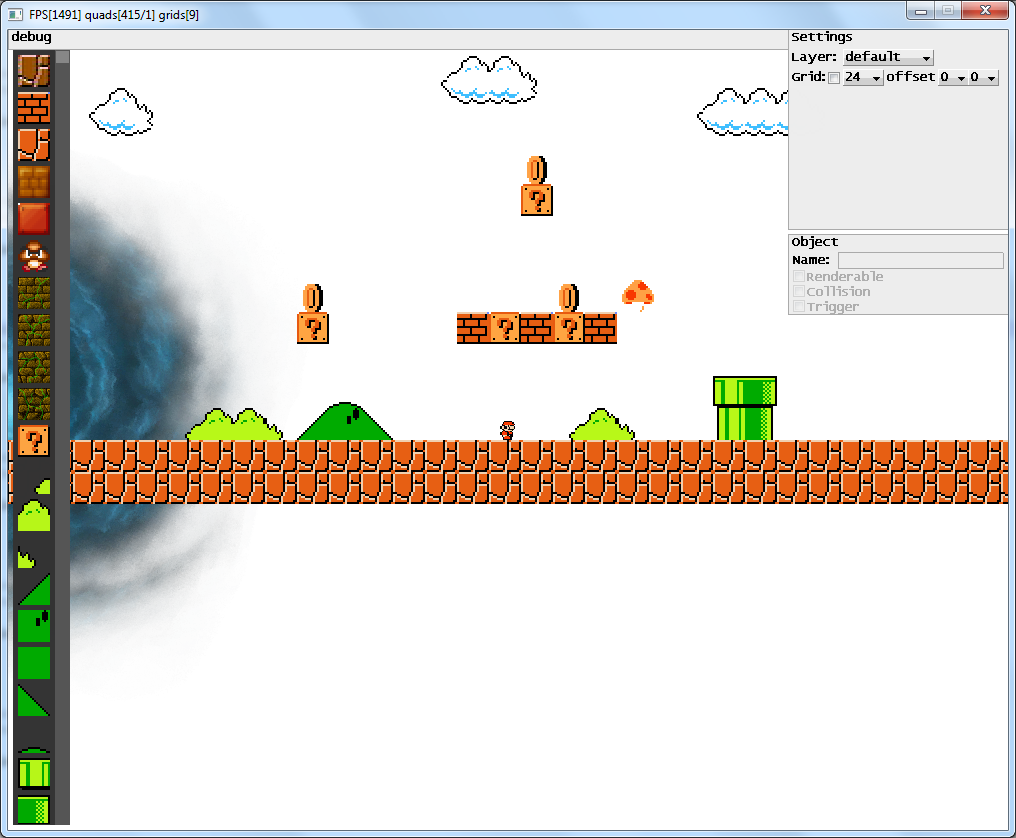 FPS[1491] quads[415/1] grids[9]
debug
Settings
Layer: default
Grid: 24 offset 0 0
?
? ?
?
?
Object
Name:
Renderable
Collision
Trigger
?